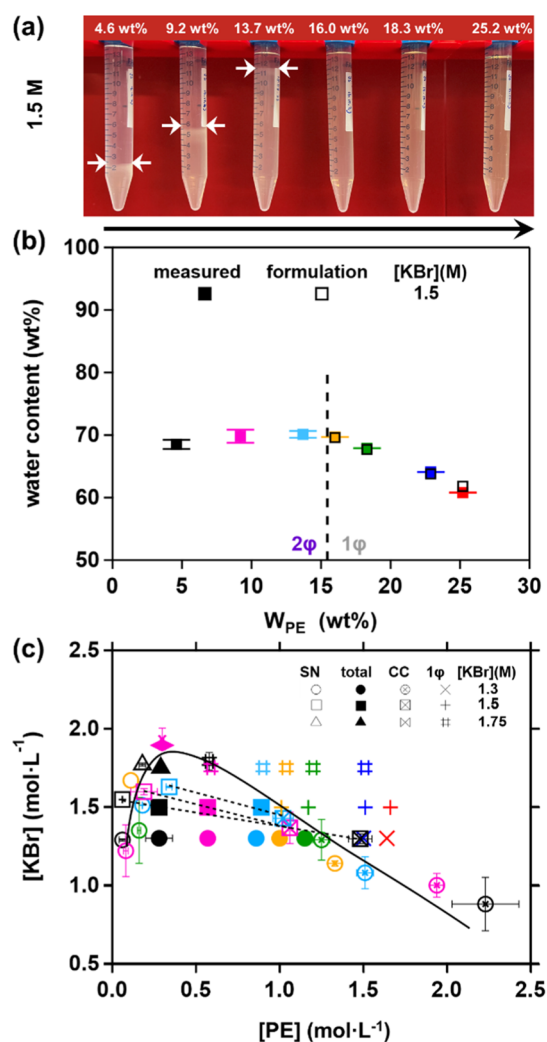 (a)
4.6 wt% 9.2 wt% 13.7 wt% 16.0 wt% 18.3 wt% 25.2 wt%
1.5 M
(b)
100
90
80
70
60
50
water content (wt%)
measured formulation [KBr](M)
1.5
2φ 1φ
0 5 10 15 20 25 30
W_PE (wt%)
(c)
2.5
2.0
1.5
1.0
0.5
[KBr] (mol·L⁻¹)
SN total CC 1φ [KBr](M)
1.3
1.5
1.75
0.0 0.5 1.0 1.5 2.0 2.5
[PE] (mol·L⁻¹)